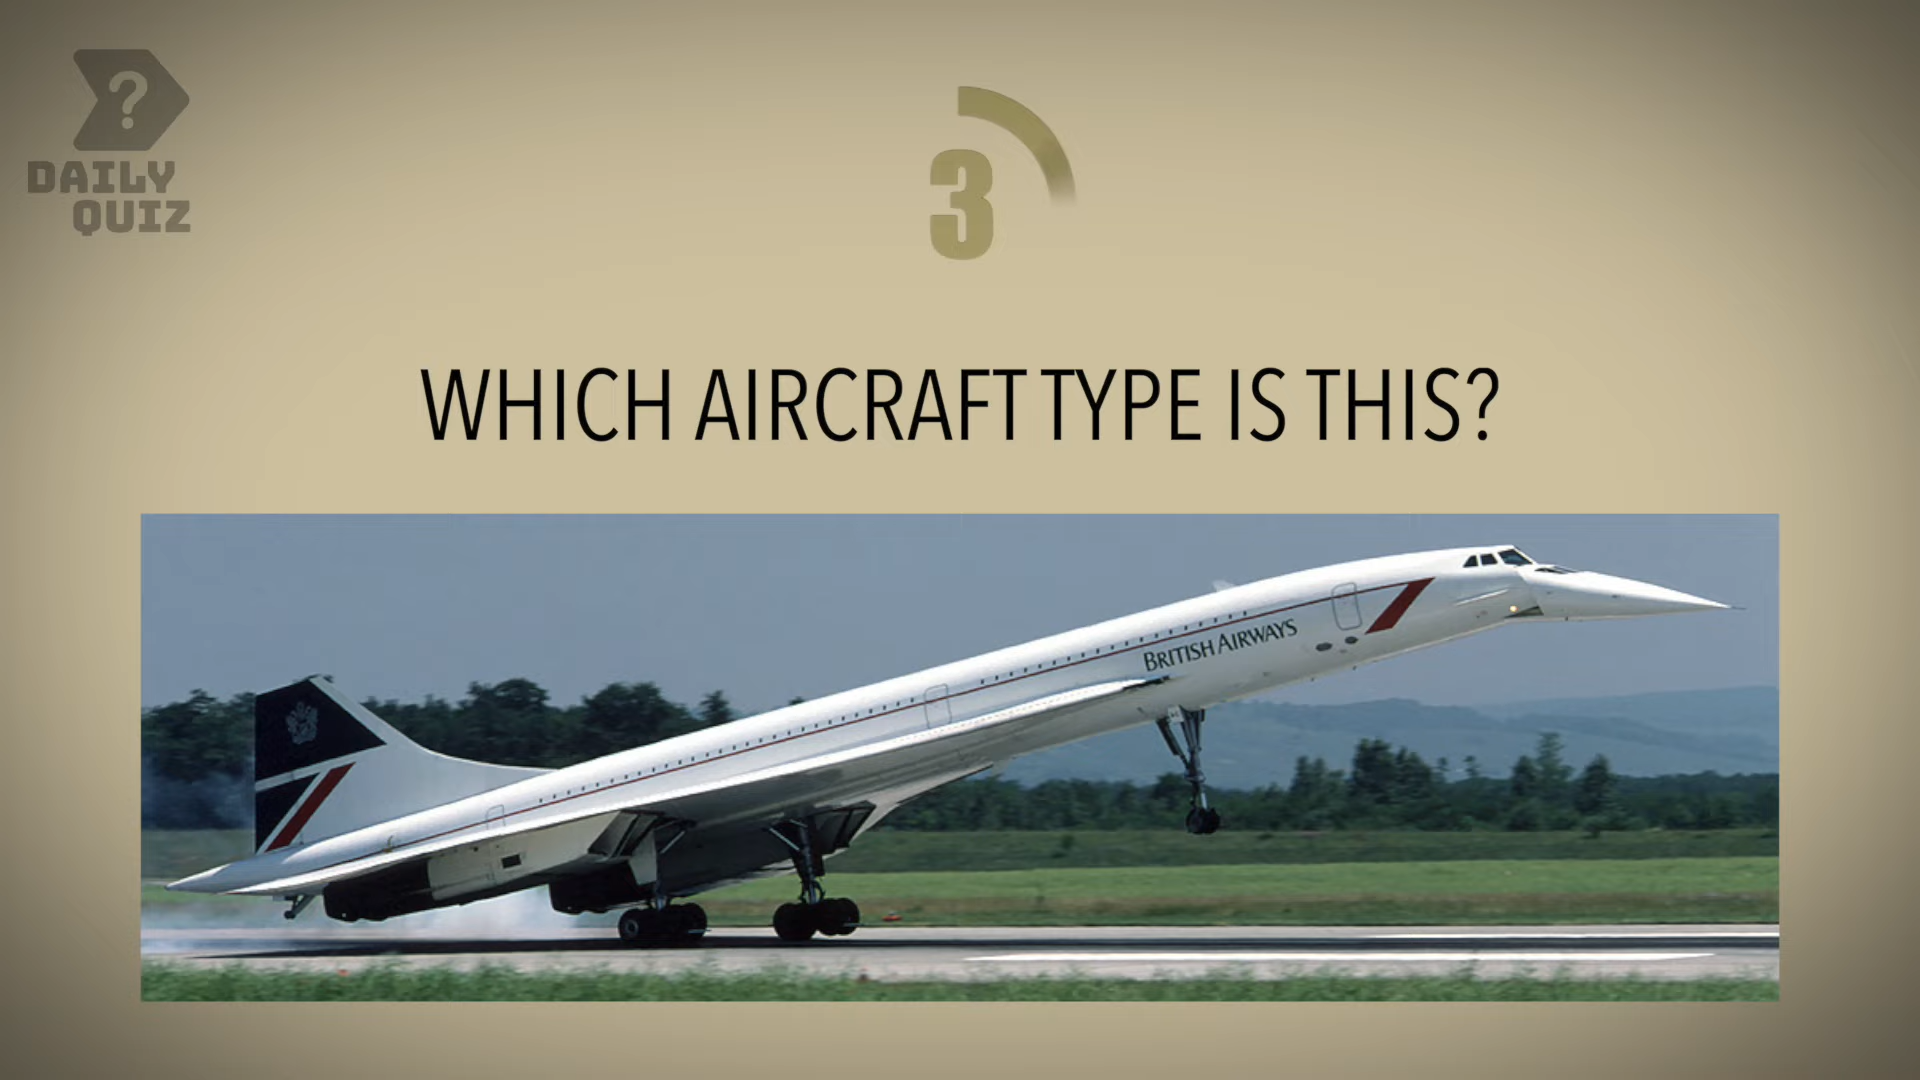 ?
DAILY
QUIZ
3
WHICH AIRCRAFT TYPE IS THIS?
BRITISH AIRWAYS